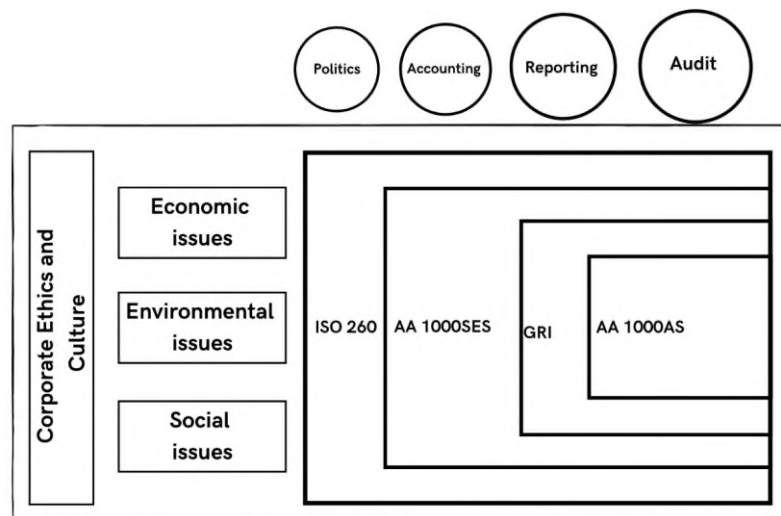 Politics
Accounting
Reporting
Audit
Corporate Ethics and
Culture
Economic
issues
Environmental
issues
Social
issues
ISO 260
AA 1000SES
GRI
AA 1000AS